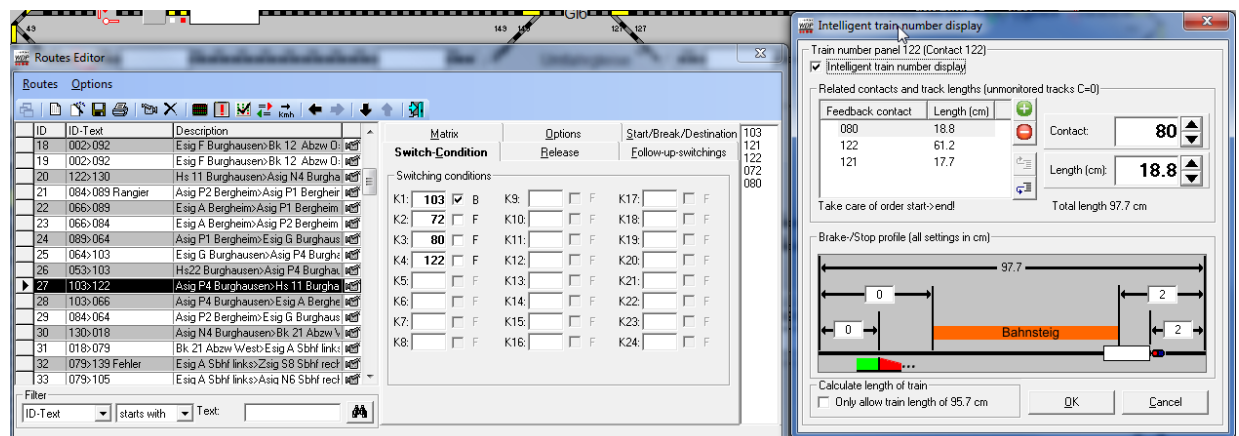 49
143 149
Gl6
127 127
Routes Editor
Routes Options
Kmh
ID ID-Text Description
18 002>092 Esig F Burghausen>Bk 12 Abzw O:
19 002>092 Esig F Burghausen>Bk 12 Abzw O:
20 122>130 Hs 11 Burghausen>Asig N4 Burgha
21 084>089 Rangier Asig P2 Bergheim>Asig P1 Bergheir
22 066>089 Esig A Bergheim>Asig P1 Bergheim
23 066>084 Esig A Bergheim>Asig P2 Bergheim
24 089>064 Asig P1 Bergheim>Esig G Burghaus
25 064>103 Esig G Burghausen>Asig P4 Burgha
26 053>103 Hs22 Burghausen>Asig P4 Burghau
27 103>122 Asig P4 Burghausen>Hs 11 Burgha
28 103>066 Asig P4 Burghausen>Esig A Berghe
29 084>064 Asig P2 Bergheim>Esig G Burghaus
30 130>018 Asig N4 Burghausen>Bk 21 Abzw W
31 018>079 Bk 21 Abzw West>Esig A Sbhf link:
32 079>139 Fehler Esig A Sbhf links>Zsig S8 Sbhf rech
33 079>105 Esig A Sbhf links>Asig N6 Sbhf recl
Filter
ID-Text starts with Text:
Matrix Options Start/Break/Destination
Switch-Condition Release Follow-up-switchings
Switching conditions
K1: 103 B K9: F K17: F
K2: 72 F K10: F K18: F
K3: 80 F K11: F K19: F
K4: 122 F K12: F K20: F
K5: F K13: F K21: F
K6: F K14: F K22: F
K7: F K15: F K23: F
K8: F K16: F K24: F
103
121
122
072
080
Intelligent train number display
Train number panel 122 (Contact 122)
Intelligent train number display
Related contacts and track lengths (unmonitored tracks C=0)
Feedback contact Length (cm)
080 18.8
122 61.2
121 17.7
Contact: 80
Length (cm): 18.8
Take care of order start->end! Total length 97.7 cm
Brake-/Stop profile (all settings in cm)
97.7
0 2
0 Bahnsteig 2
...
Calculate length of train
Only allow train length of 95.7 cm
OK Cancel